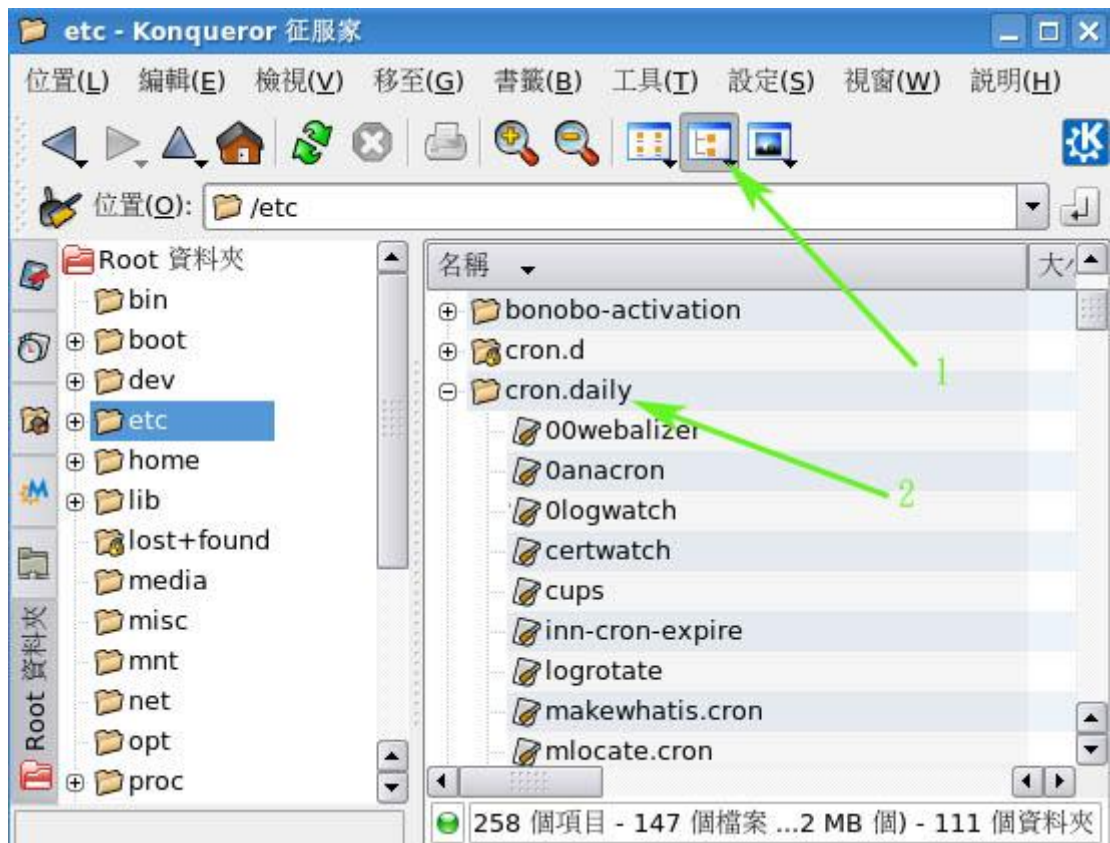 etc - Konqueror 征服家
位置(L) 編輯(E) 檢視(V) 移至(G) 書籤(B) 工具(T) 設定(S) 視窗(W) 説明(H)
位置(O): /etc
Root 資料夾
Root 資料夾
bin
boot
dev
etc
home
lib
lost+found
media
misc
mnt
net
opt
proc
名稱 大小
bonobo-activation
cron.d
cron.daily
00webalizer
0anacron
0logwatch
certwatch
cups
inn-cron-expire
logrotate
makewhatis.cron
mlocate.cron
1
2
258 個項目 - 147 個檔案 ...2 MB 個) - 111 個資料夾